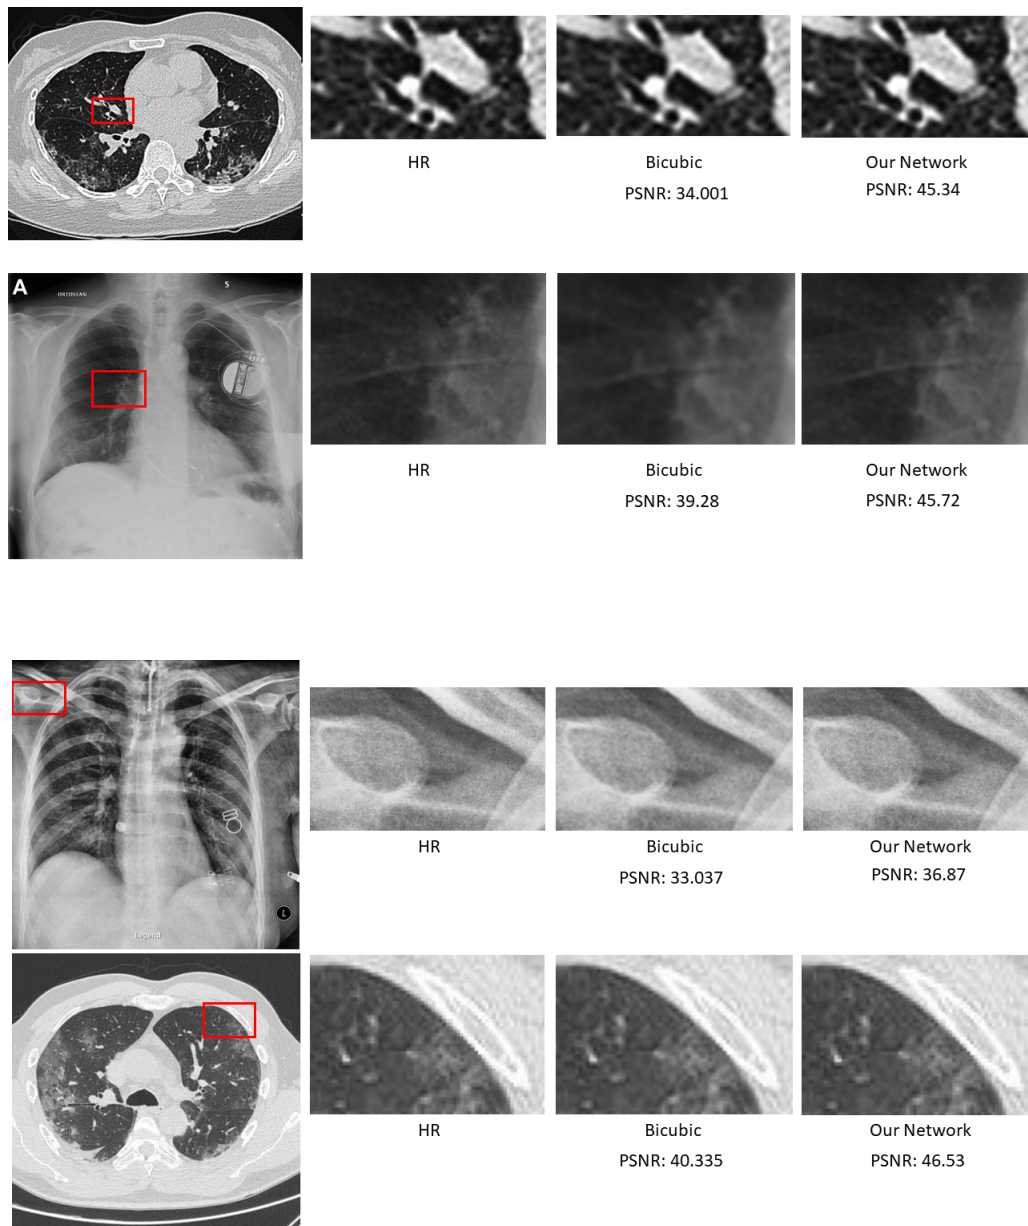 HR
Bicubic
Our Network
PSNR: 34.001
PSNR: 45.34
A
ORTOSTASI
S
HR
Bicubic
Our Network
PSNR: 39.28
PSNR: 45.72
L
Legend
HR
Bicubic
Our Network
PSNR: 33.037
PSNR: 36.87
HR
Bicubic
Our Network
PSNR: 40.335
PSNR: 46.53